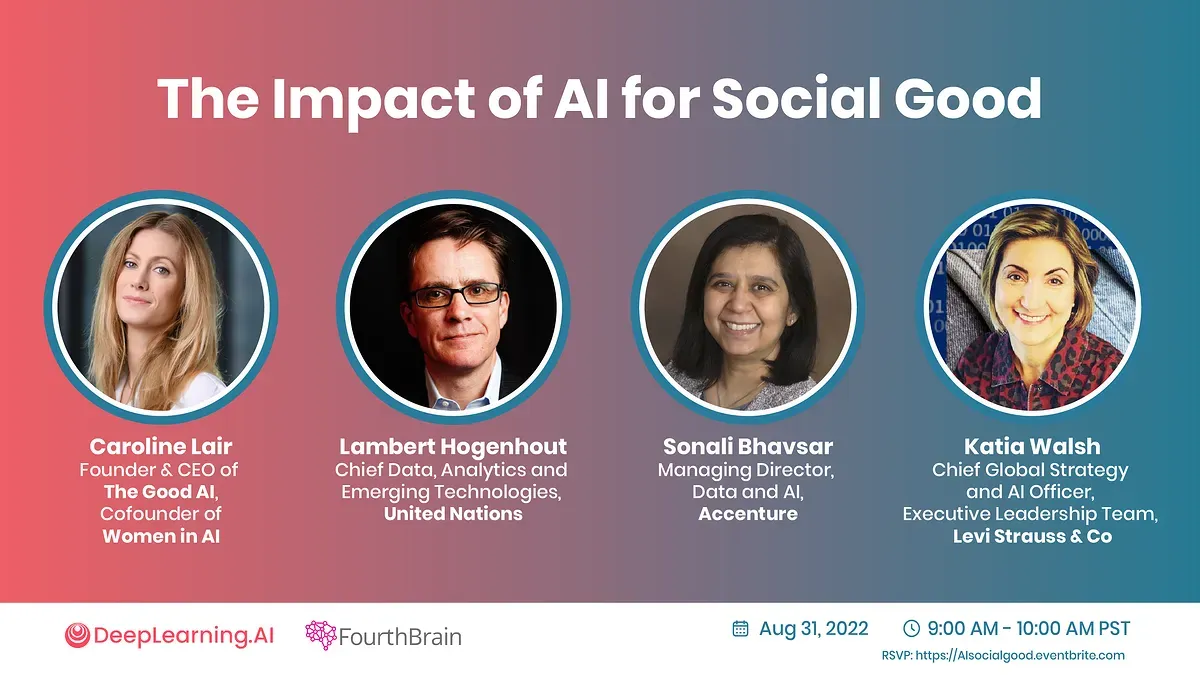 The Impact of AI for Social Good
Caroline Lair
Founder & CEO of
The Good AI,
Cofounder of
Women in AI
Lambert Hogenhout
Chief Data, Analytics and
Emerging Technologies,
United Nations
Sonali Bhavsar
Managing Director,
Data and AI,
Accenture
Katia Walsh
Chief Global Strategy
and AI Officer,
Executive Leadership Team,
Levi Strauss & Co
DeepLearning.AI
FourthBrain
Aug 31, 2022
9:00 AM – 10:00 AM PST
RSVP: https://AIsocialgood.eventbrite.com